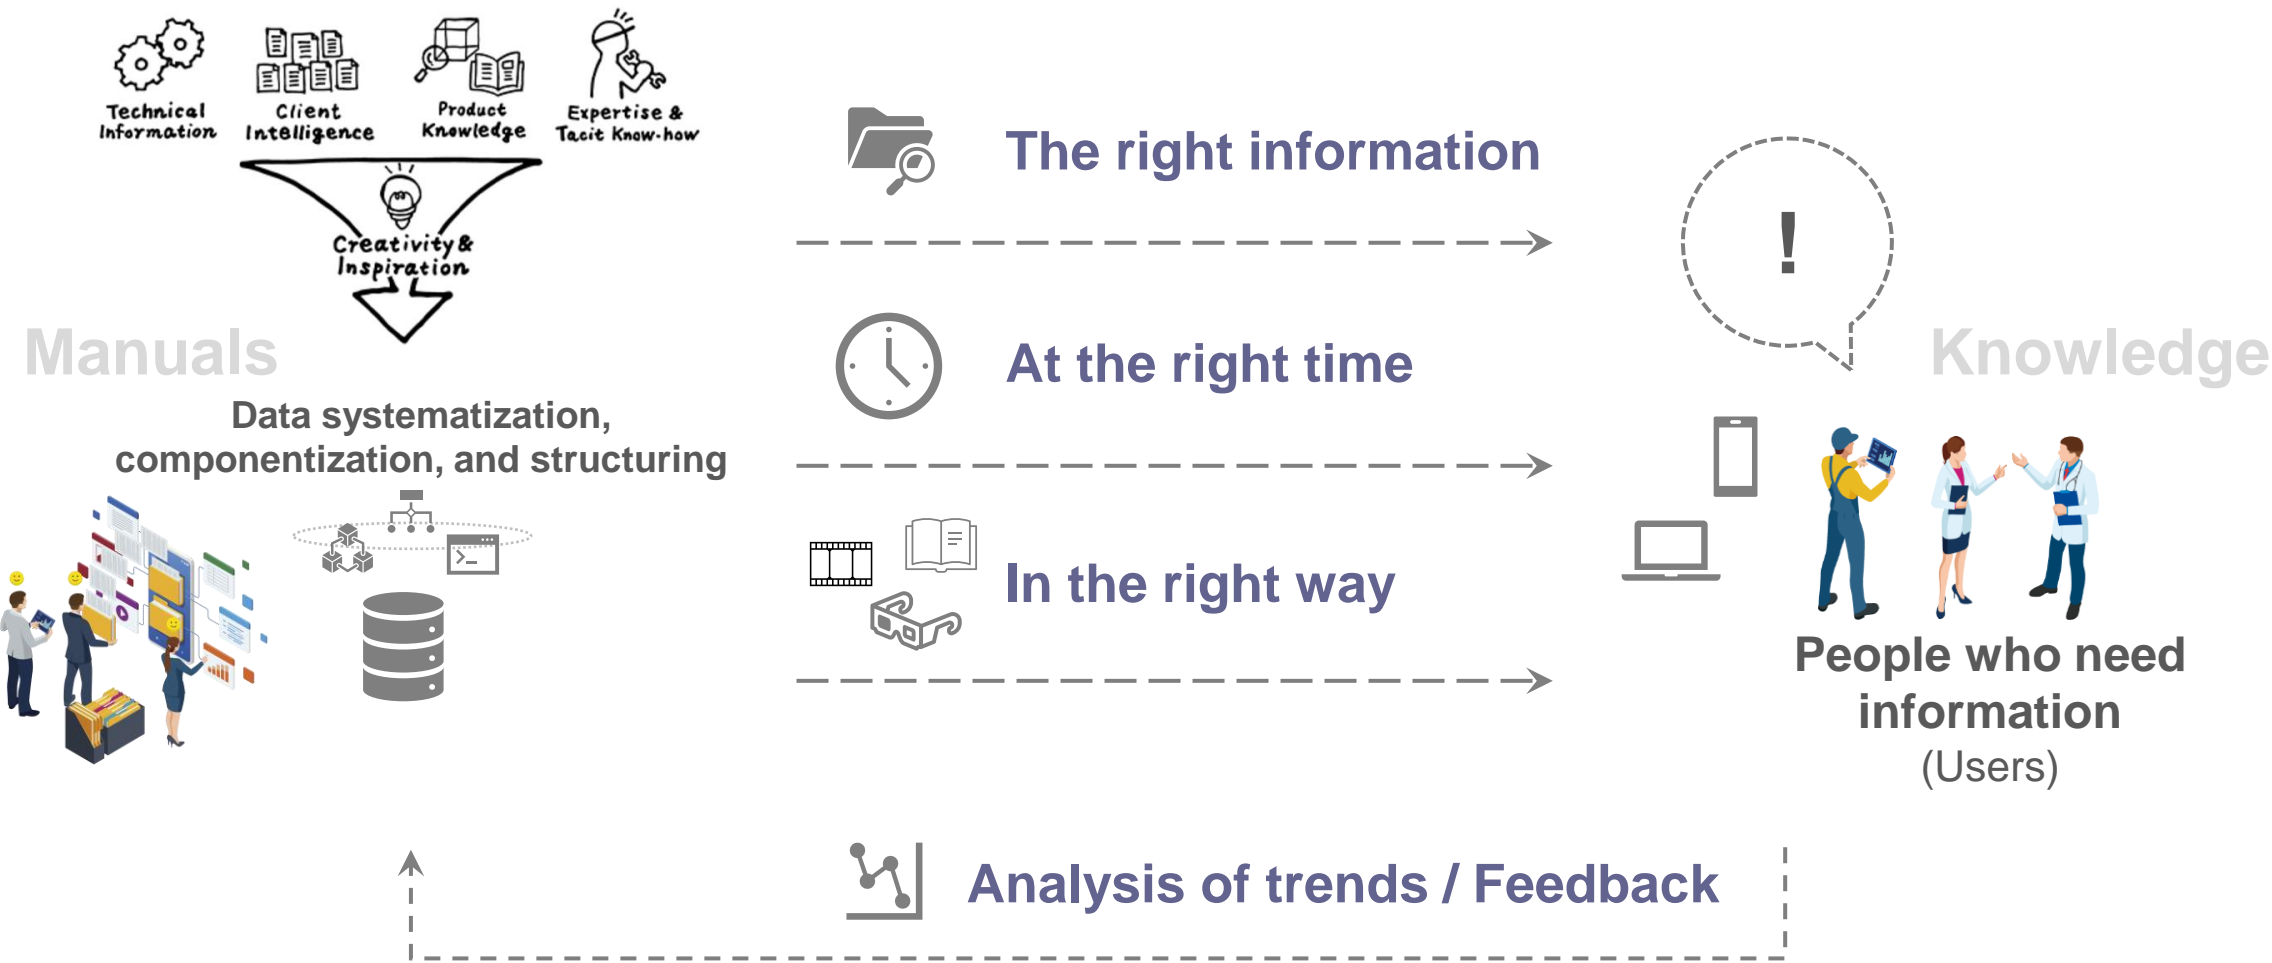 Technical
Information
Client
Intelligence
Product
Knowledge
Expertise &
Tacit Know-how
Creativity &
Inspiration
Manuals
Data systematization,
componentization, and structuring
The right information
At the right time
In the right way
!
Knowledge
People who need
information
(Users)
Analysis of trends / Feedback